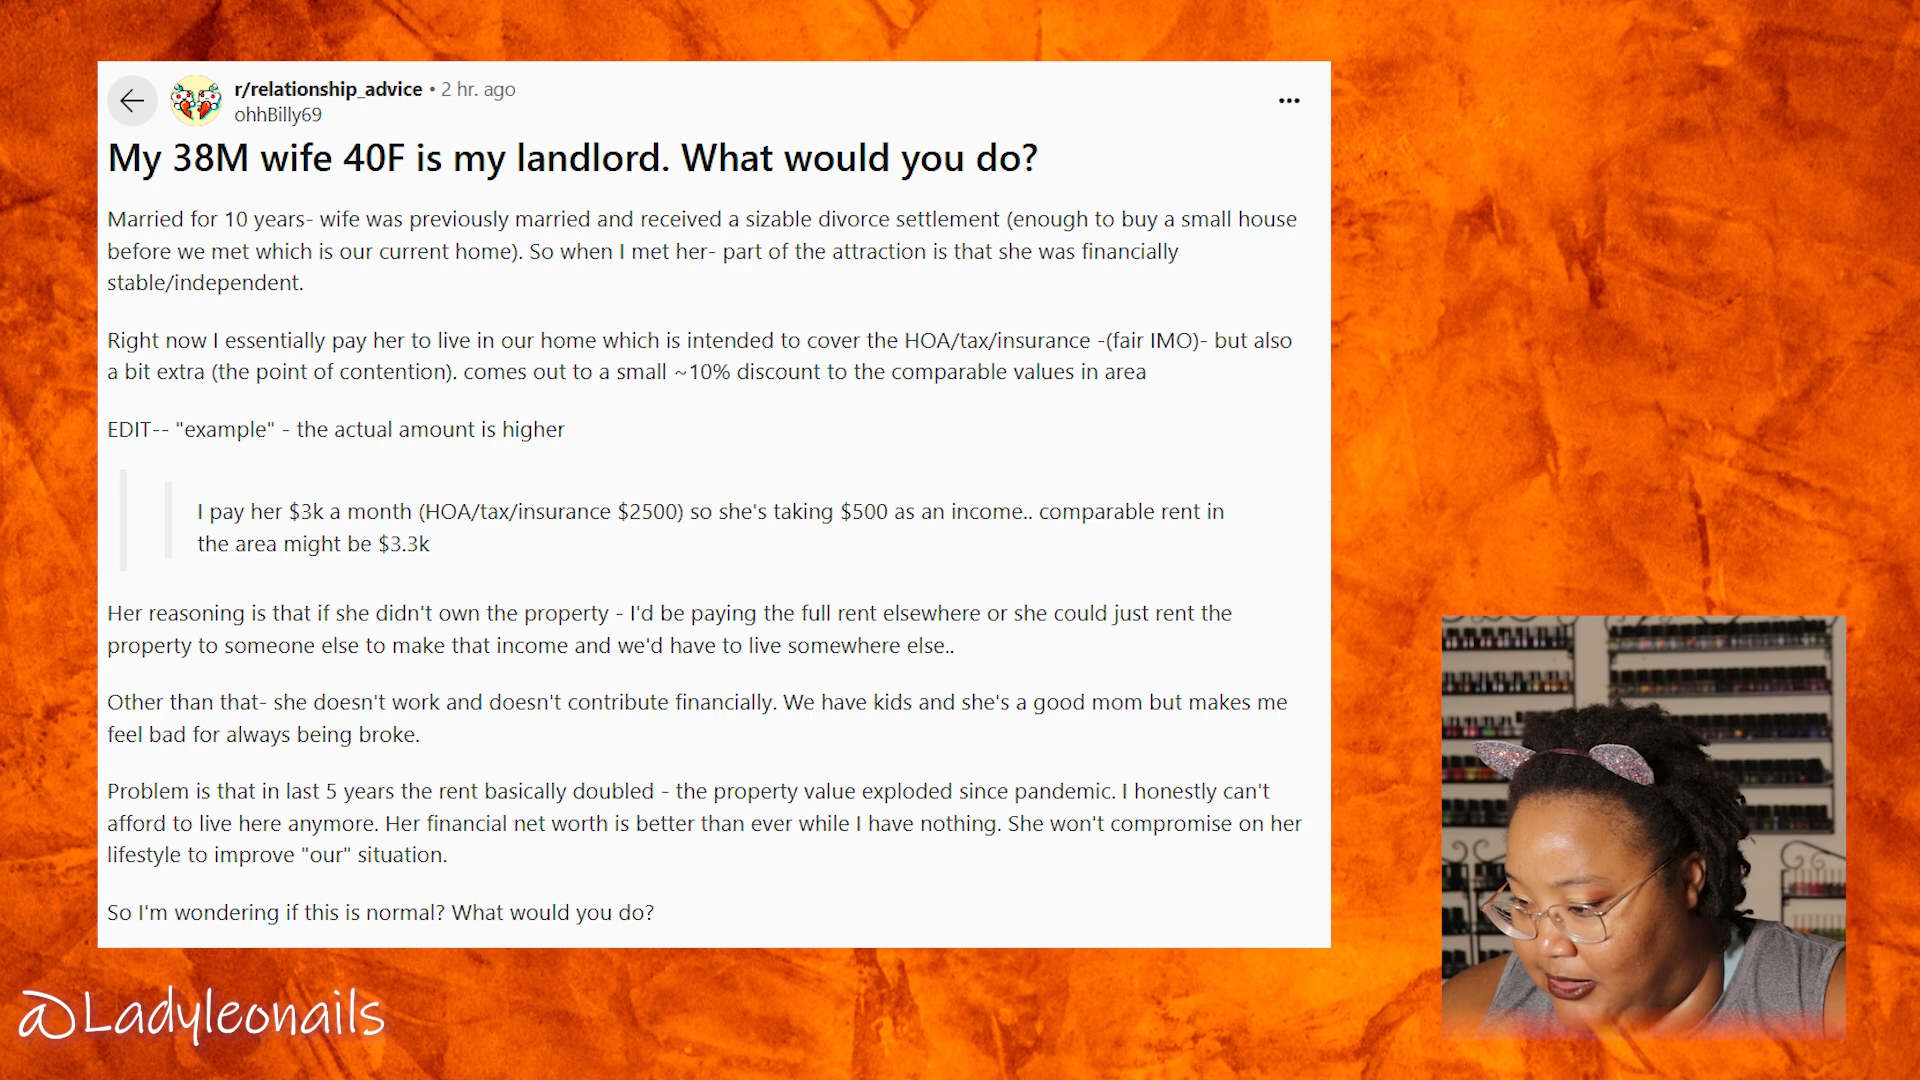 r/relationship_advice • 2 hr. ago
ohhBilly69
My 38M wife 40F is my landlord. What would you do?
Married for 10 years- wife was previously married and received a sizable divorce settlement (enough to buy a small house
before we met which is our current home). So when I met her- part of the attraction is that she was financially
stable/independent.
Right now I essentially pay her to live in our home which is intended to cover the HOA/tax/insurance -(fair IMO)- but also
a bit extra (the point of contention). comes out to a small ~10% discount to the comparable values in area
EDIT-- "example" - the actual amount is higher
I pay her $3k a month (HOA/tax/insurance $2500) so she's taking $500 as an income.. comparable rent in
the area might be $3.3k
Her reasoning is that if she didn't own the property - I'd be paying the full rent elsewhere or she could just rent the
property to someone else to make that income and we'd have to live somewhere else..
Other than that- she doesn't work and doesn't contribute financially. We have kids and she's a good mom but makes me
feel bad for always being broke.
Problem is that in last 5 years the rent basically doubled - the property value exploded since pandemic. I honestly can't
afford to live here anymore. Her financial net worth is better than ever while I have nothing. She won't compromise on her
lifestyle to improve "our" situation.
So I'm wondering if this is normal? What would you do?
@Ladyleonails